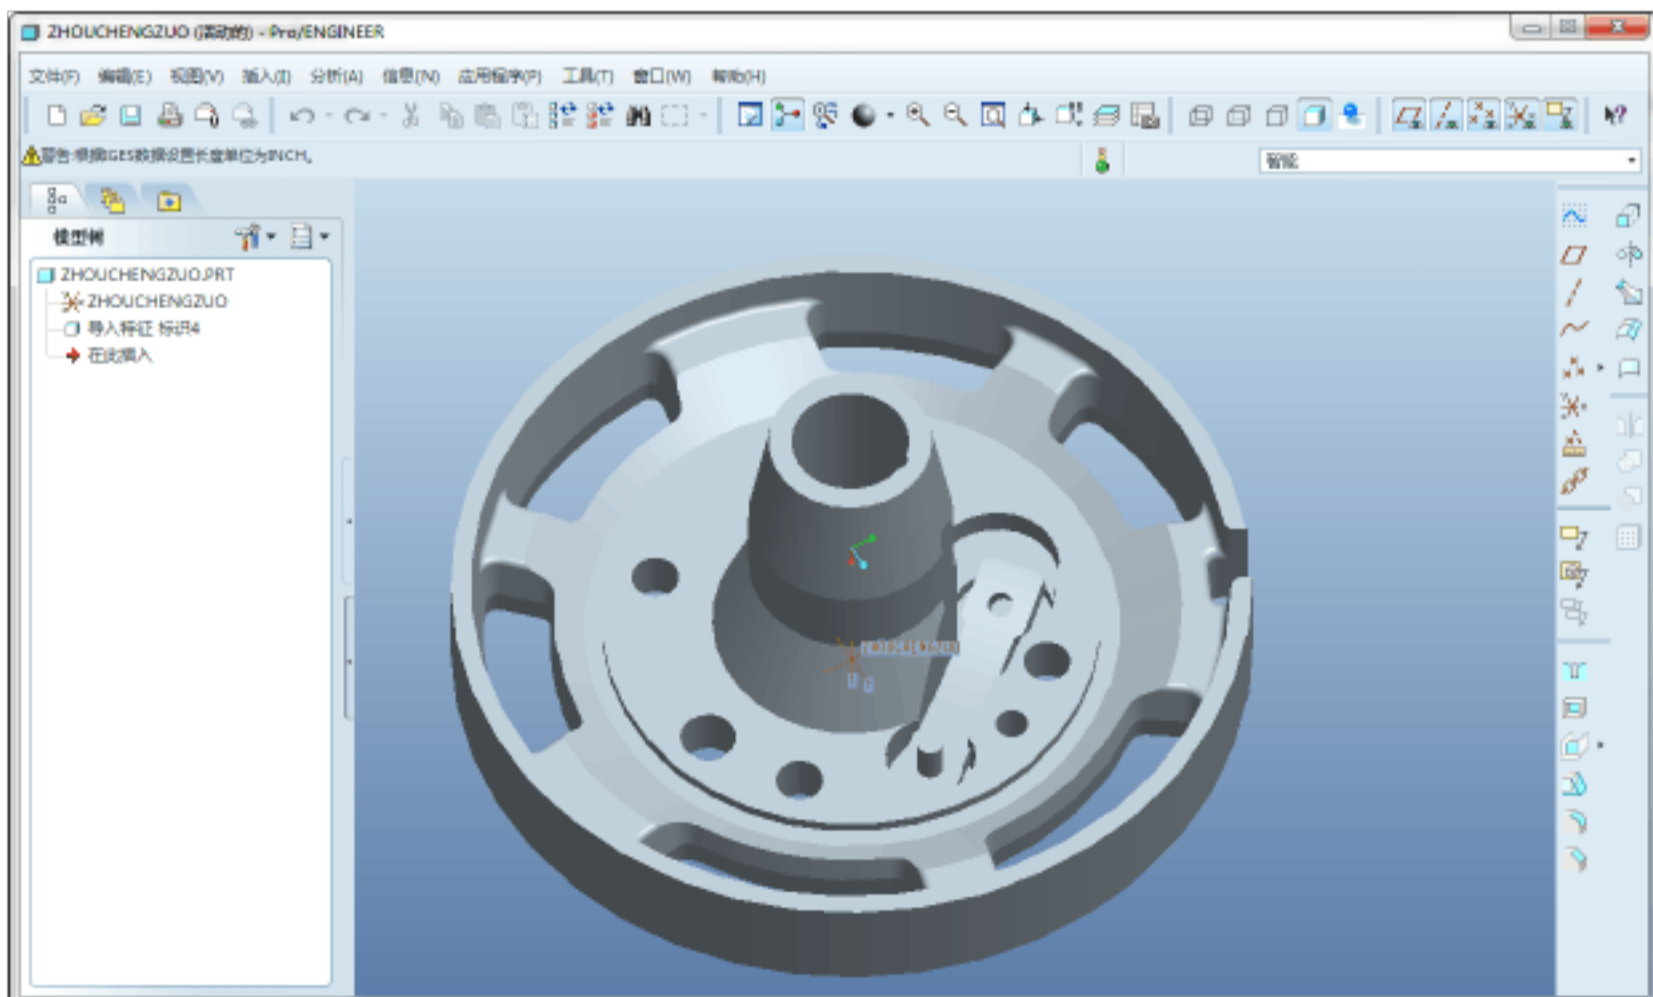 ZHOUCHENGZUO (活动的) - Pro/ENGINEER
文件(F) 编辑(E) 视图(V) 插入(I) 分析(A) 信息(N) 应用程序(P) 工具(T) 窗口(W) 帮助(H)
警告:根据IGES数据设置长度单位为INCH。
智能
模型树
ZHOUCHENGZUO.PRT
ZHOUCHENGZUO
导入特征 标识4
在此插入